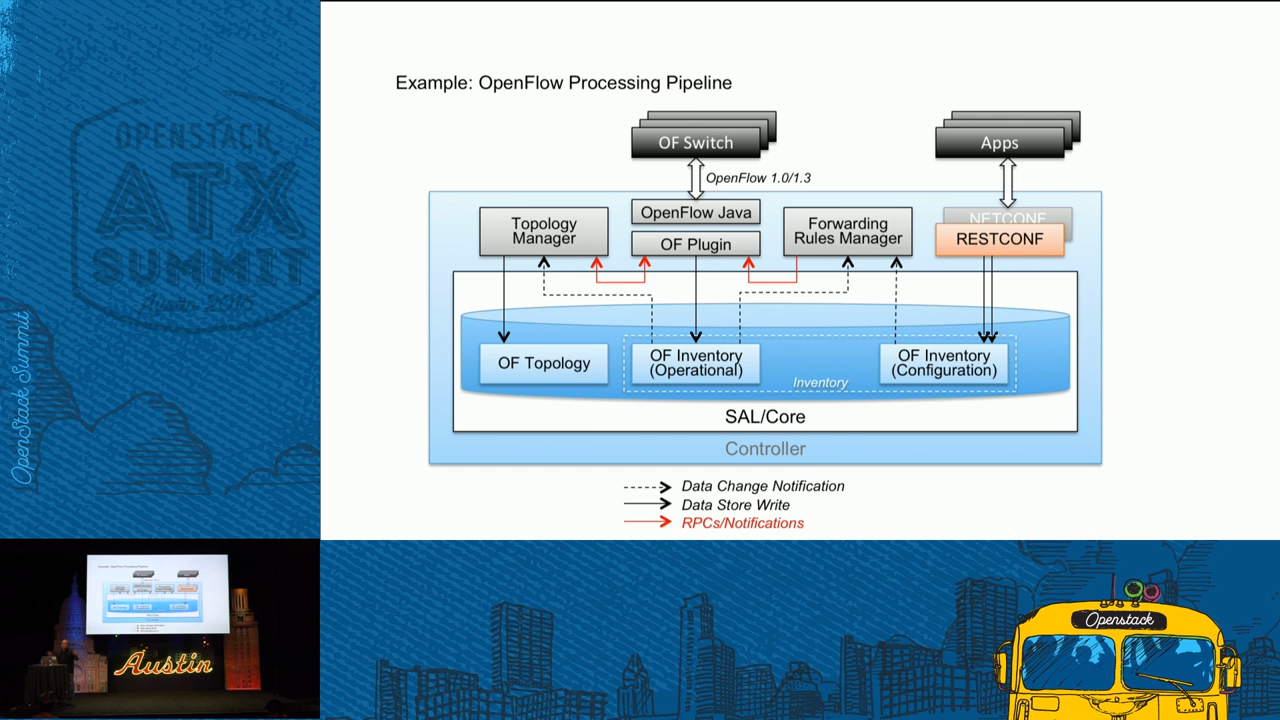 OPENSTACK
ATX
SUMMIT
Austin
OpenStack Summit
Example: OpenFlow Processing Pipeline
OF Switch
Apps
OpenFlow 1.0/1.3
Topology
Manager
OpenFlow Java
OF Plugin
Forwarding
Rules Manager
NETCONF
RESTCONF
OF Topology
OF Inventory
(Operational)
OF Inventory
(Configuration)
Inventory
SAL/Core
Controller
Data Change Notification
Data Store Write
RPCs/Notifications
Austin
Openstack